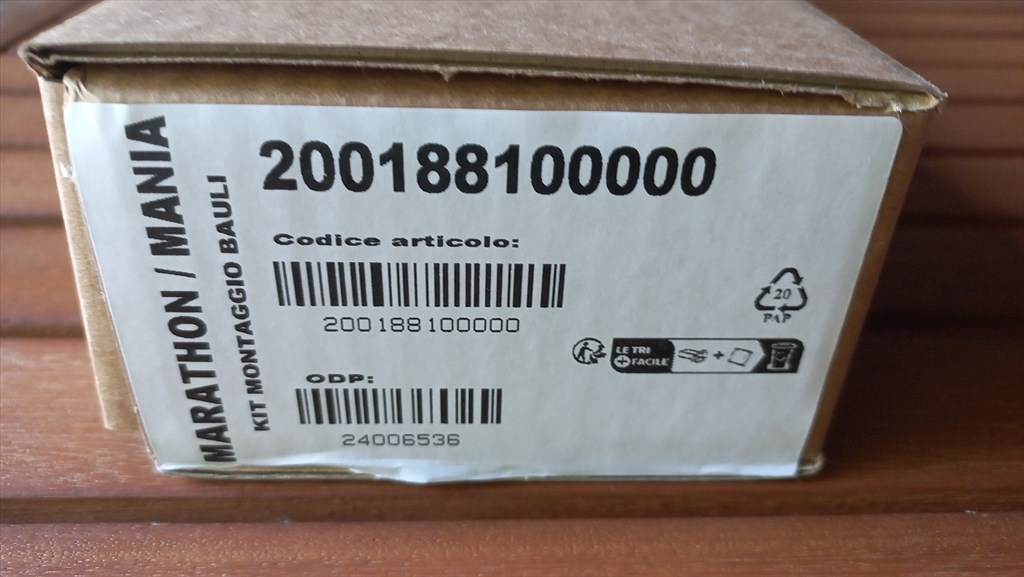 MARATHON / MANIA
KIT MONTAGGIO BAULI
200188100000
Codice articolo:
200188100000
20
PAP
LE TRI
+ FACILE
+
ODP:
24006536